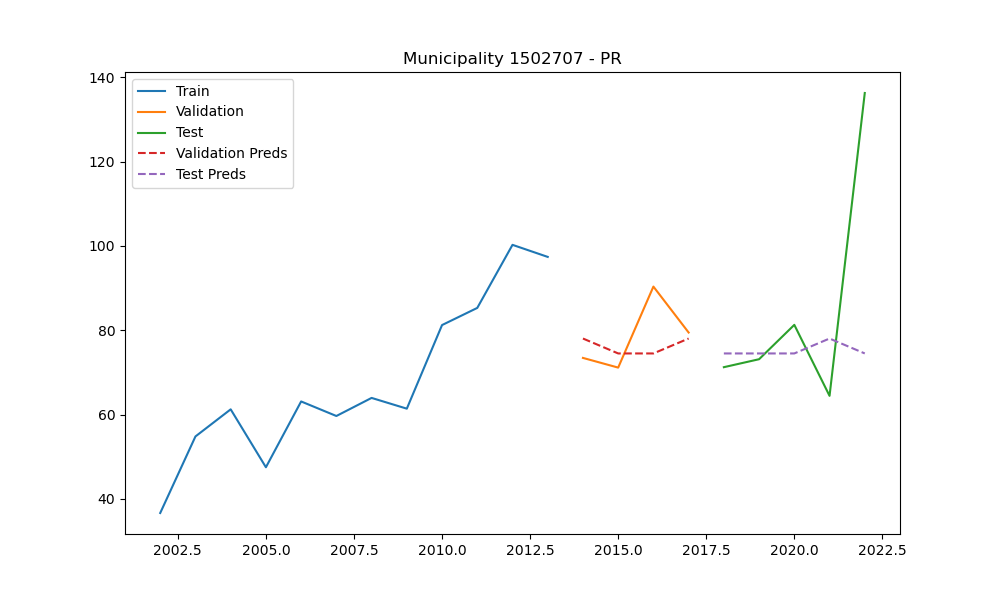 Municipality 1502707 - PR
140
120
100
80
60
40
Train
Validation
Test
Validation Preds
Test Preds
2002.5 2005.0 2007.5 2010.0 2012.5 2015.0 2017.5 2020.0 2022.5